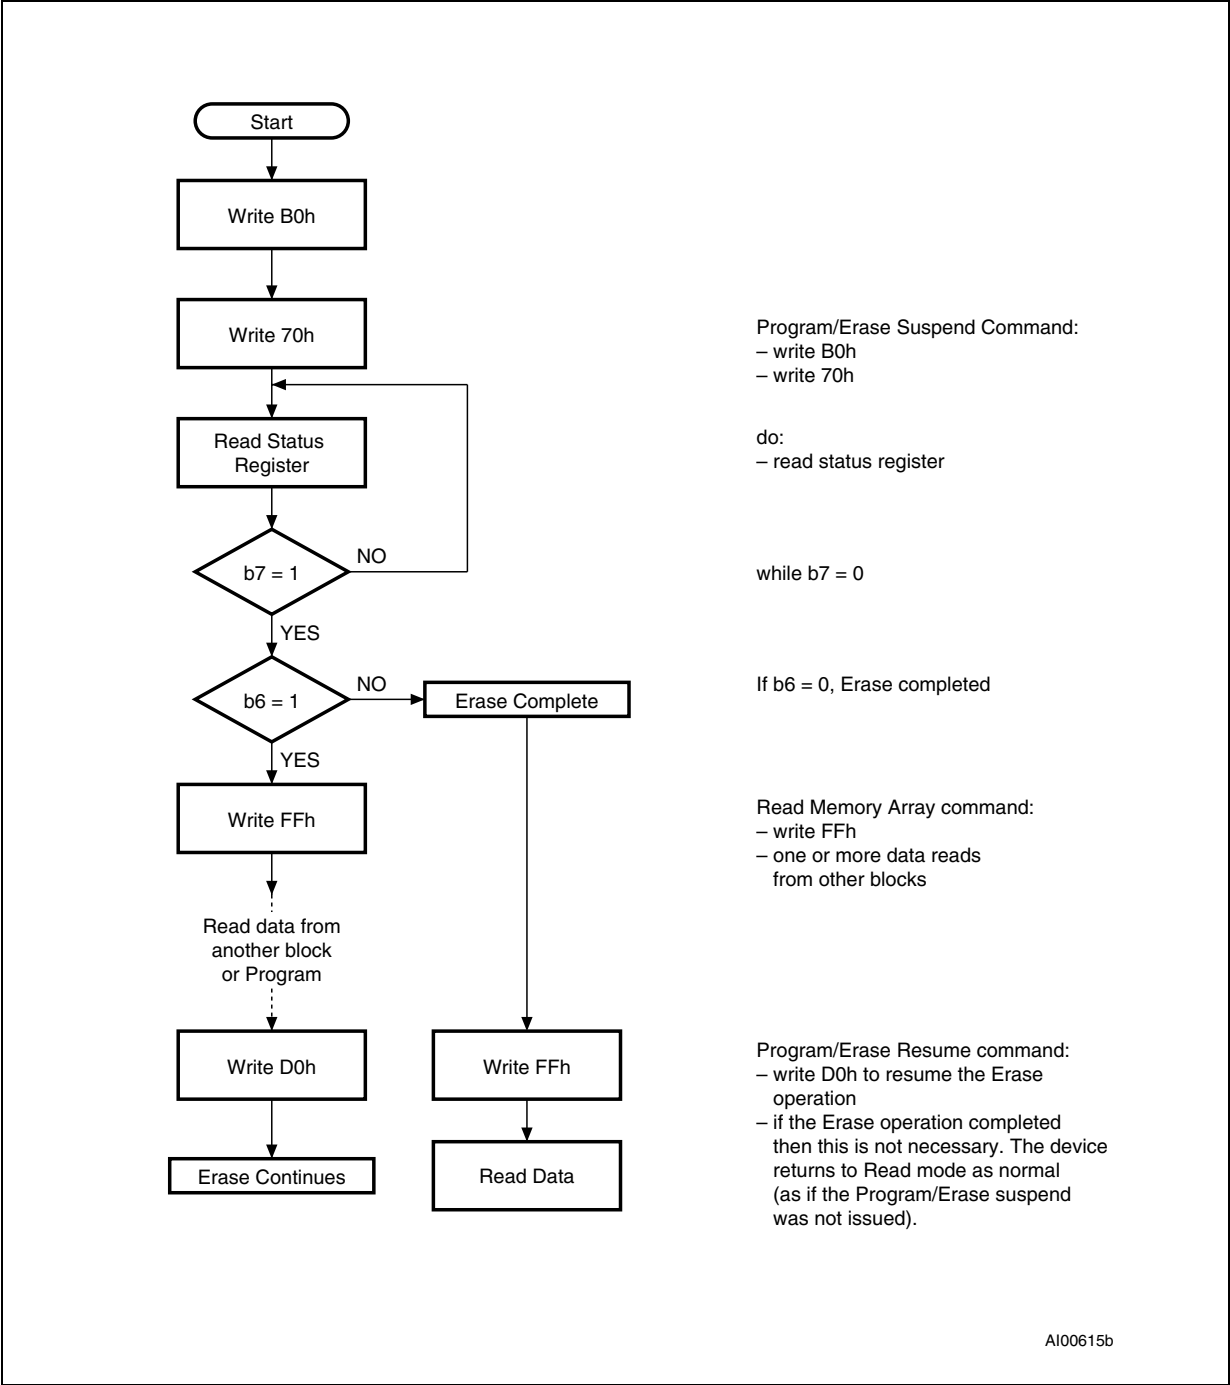 Start
Write B0h
Write 70h
Program/Erase Suspend Command:
– write B0h
– write 70h
Read Status
Register
do:
– read status register
b7 = 1
NO
while b7 = 0
YES
b6 = 1
NO
Erase Complete
If b6 = 0, Erase completed
YES
Write FFh
Read Memory Array command:
– write FFh
– one or more data reads
from other blocks
Read data from
another block
or Program
Write D0h
Write FFh
Program/Erase Resume command:
– write D0h to resume the Erase
operation
– if the Erase operation completed
then this is not necessary. The device
returns to Read mode as normal
(as if the Program/Erase suspend
was not issued).
Erase Continues
Read Data
AI00615b